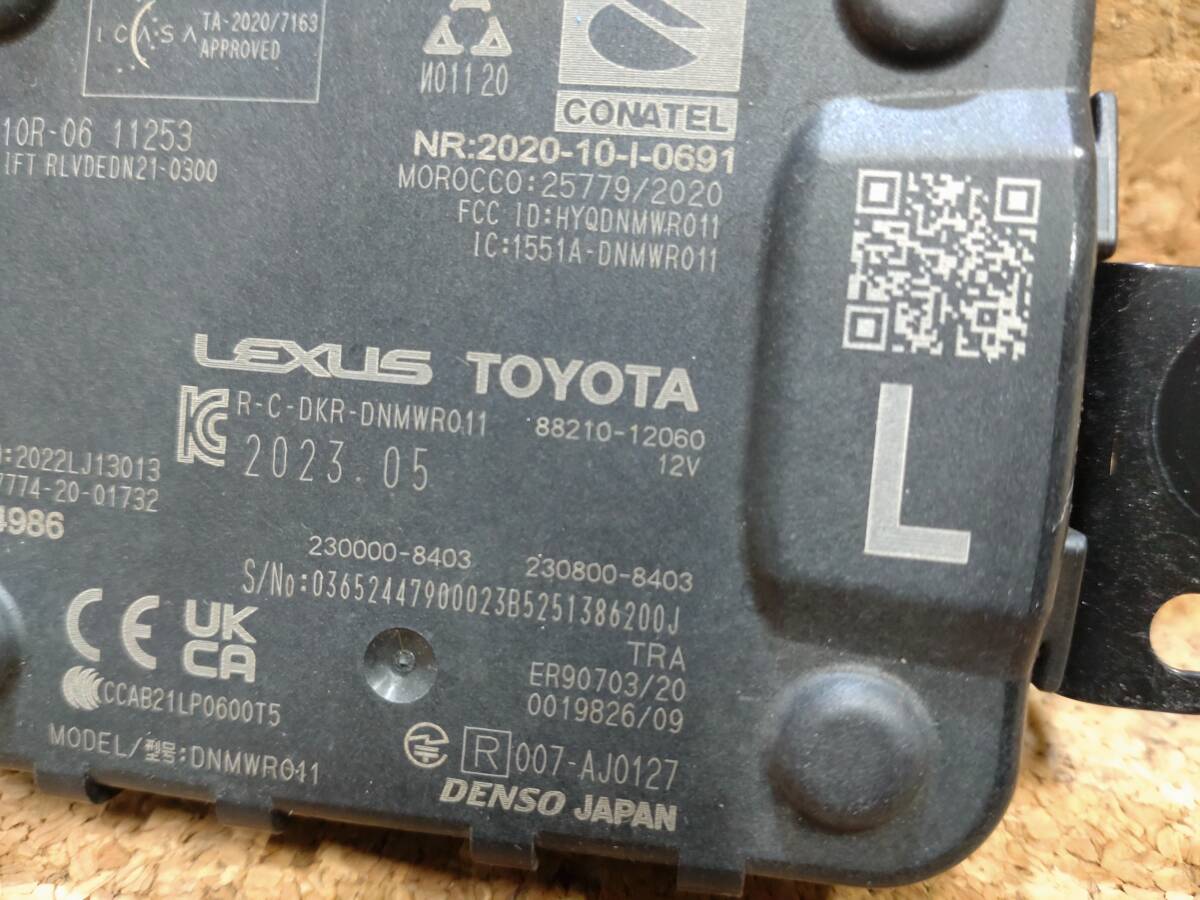 ICASA
TA-2020/7163
APPROVED
И011 20
CONATEL
NR:2020-10-I-0691
MOROCCO:25779/2020
FCC ID:HYQDNMWR011
IC:1551A-DNMWR011
10R-06 11253
IFT RLVDEDN21-0300
LEXUS TOYOTA
R-C-DKR-DNMWR011
88210-12060
2023.05
12V
:2022LJ13013
7774-20-01732
4986
L
230000-8403 230800-8403
S/No:03652447900023B5251386200J
CE UK CA
TRA
ER90703/20
0019826/09
CCAB21LP0600T5
MODEL/型号:DNMWR011
R 007-AJ0127
DENSO JAPAN